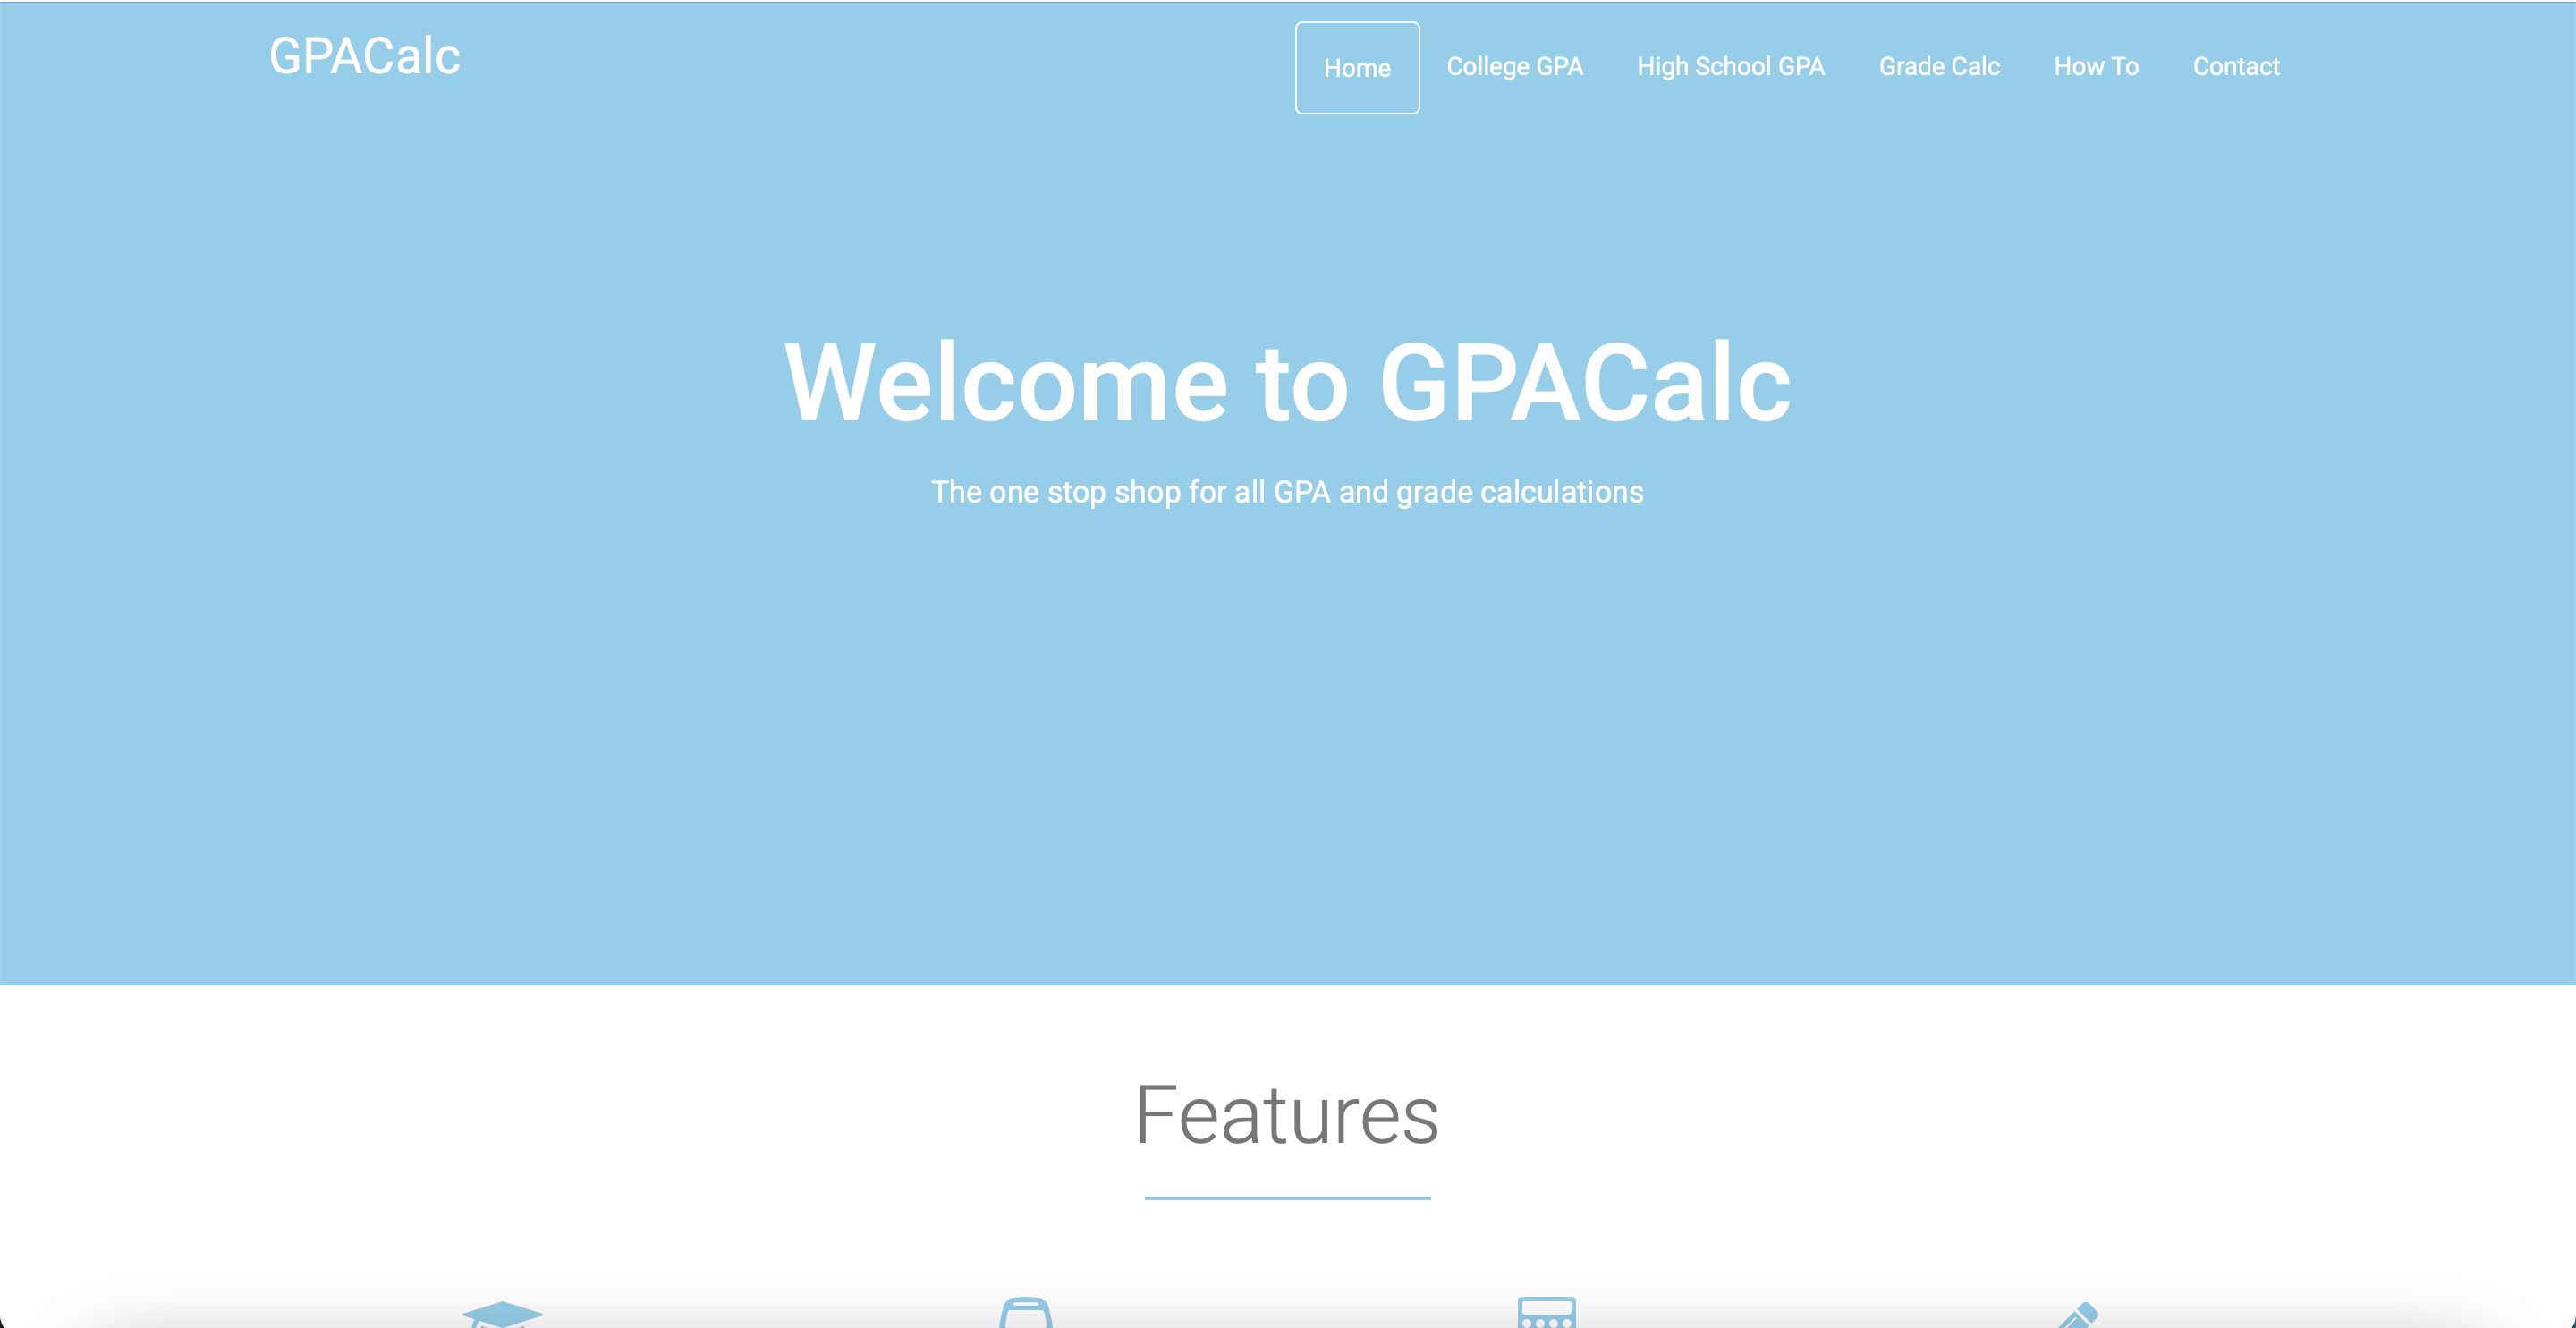 GPACalc
Home College GPA High School GPA Grade Calc How To Contact
Welcome to GPACalc
The one stop shop for all GPA and grade calculations
Features